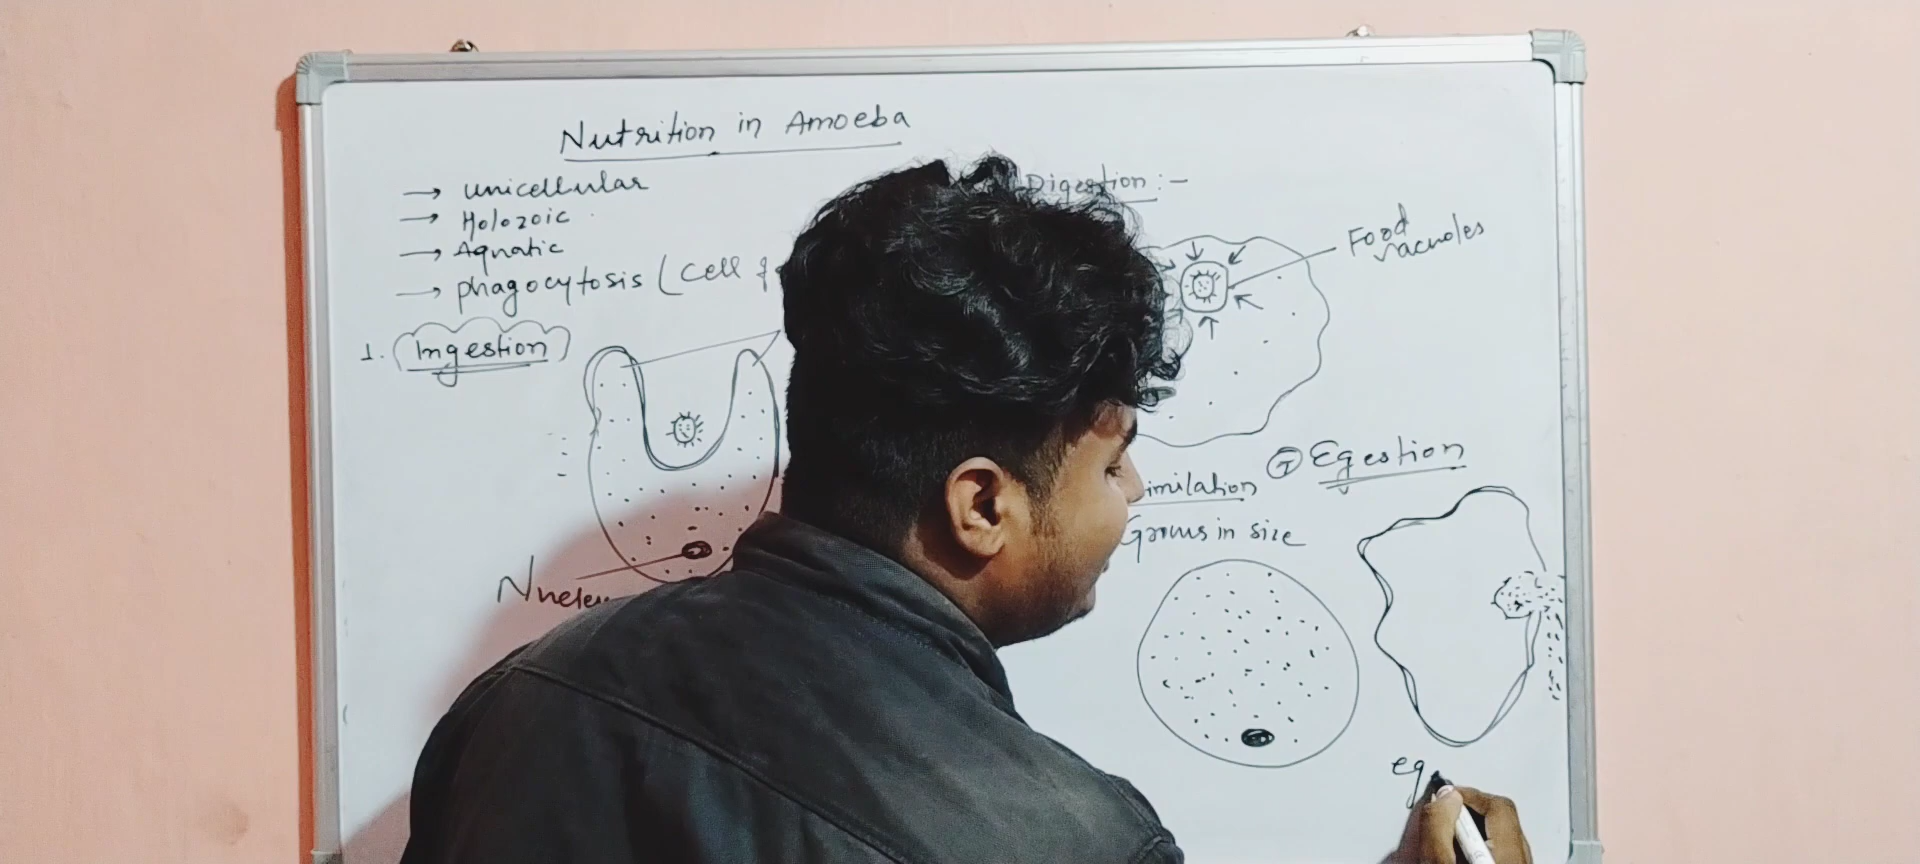 Nutrition in Amoeba
→ unicellular
→ Holozoic
→ Aquatic
→ phagocytosis (Cell
1. Ingestion
Digestion :-
Food
vacuoles
Egestion
imilation
Grows in size
Nucleu
eg